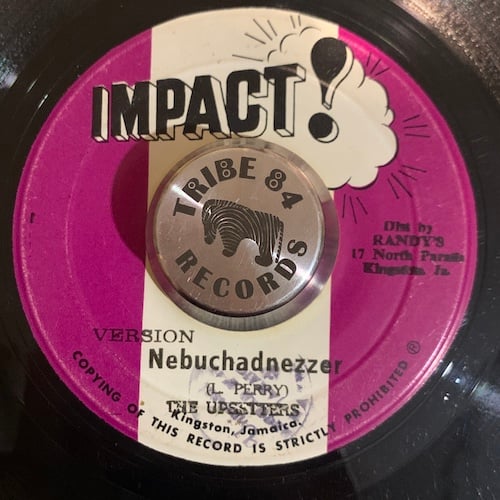 IMPACT!
TRIBE 84
RECORDS
Dist by
RANDY'S
17 North Parade
Kingston Ja.
VERSION
Nebuchadnezzer
(L. PERRY)
THE UPSETTERS
Kingston, Jamaica.
COPYING OF THIS RECORD IS STRICTLY PROHIBITED ®